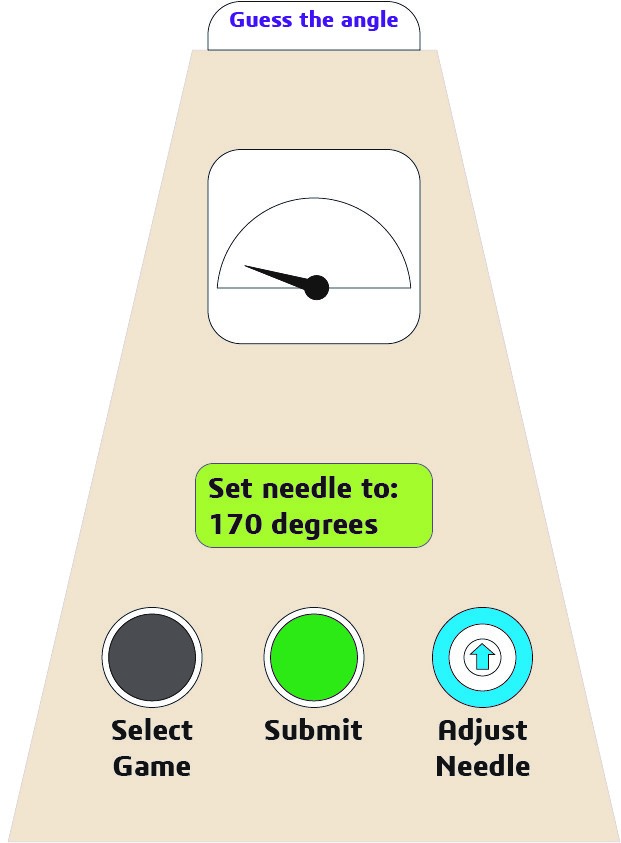 Guess the angle
Set needle to:
170 degrees
Select
Game
Submit
Adjust
Needle